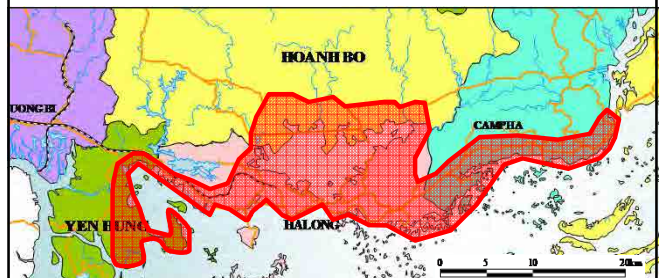 HOANH BO
UONG BI
CAMPHA
YEN HUNG
HALONG
0 5 10 20km